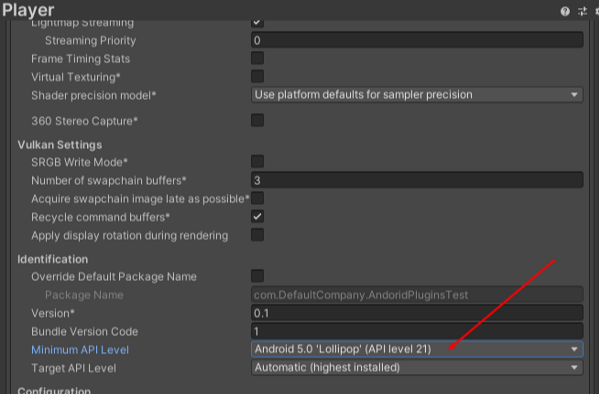 Player
Lightmap Streaming
Streaming Priority 0
Frame Timing Stats
Virtual Texturing*
Shader precision model* Use platform defaults for sampler precision
360 Stereo Capture*
Vulkan Settings
SRGB Write Mode*
Number of swapchain buffers* 3
Acquire swapchain image late as possible*
Recycle command buffers*
Apply display rotation during rendering
Identification
Override Default Package Name
Package Name com.DefaultCompany.AndoridPluginsTest
Version* 0.1
Bundle Version Code 1
Minimum API Level Android 5.0 'Lollipop' (API level 21)
Target API Level Automatic (highest installed)
Configuration